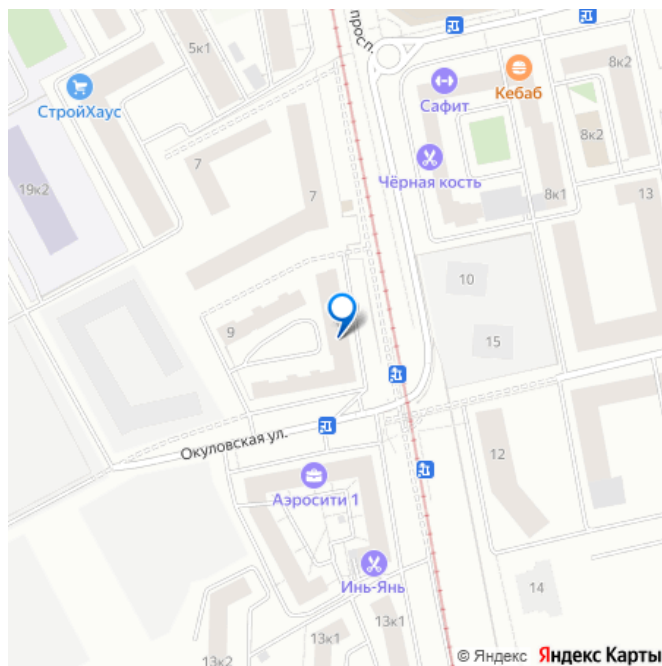 просп.
5к1
СтройХаус
Сафит
Кебаб
8к2
8к2
Чёрная кость
7
7
19к2
8к1
13
10
15
9
Окуловская ул.
12
Аэросити 1
Инь-Янь
14
13к1
13к1
13к2
© Яндекс Яндекс Карты